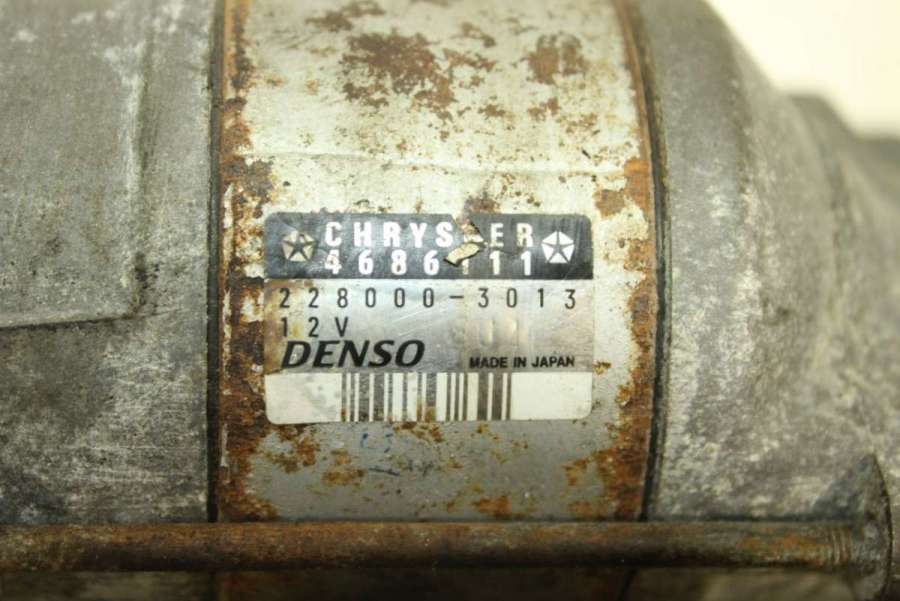 CHRYSLER
4686111
228000-3013
12V
DENSO MADE IN JAPAN